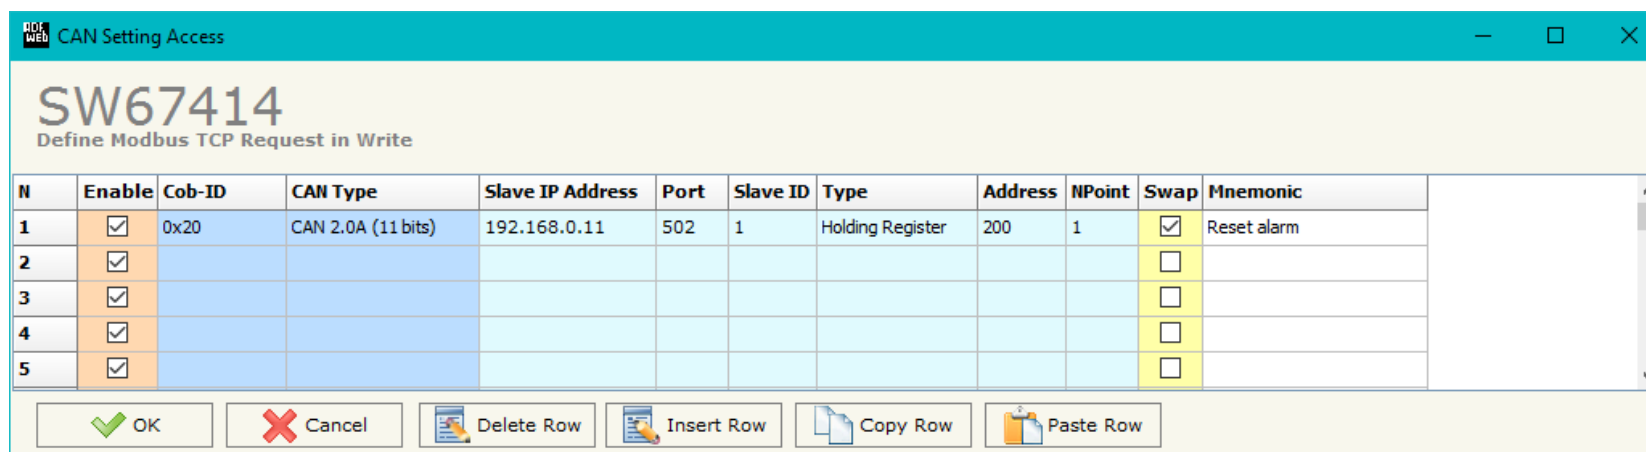 ADF
WEB
CAN Setting Access
SW67414
Define Modbus TCP Request in Write
N Enable Cob-ID CAN Type Slave IP Address Port Slave ID Type Address NPoint Swap Mnemonic
1 0x20 CAN 2.0A (11 bits) 192.168.0.11 502 1 Holding Register 200 1 Reset alarm
2
3
4
5
OK Cancel Delete Row Insert Row Copy Row Paste Row